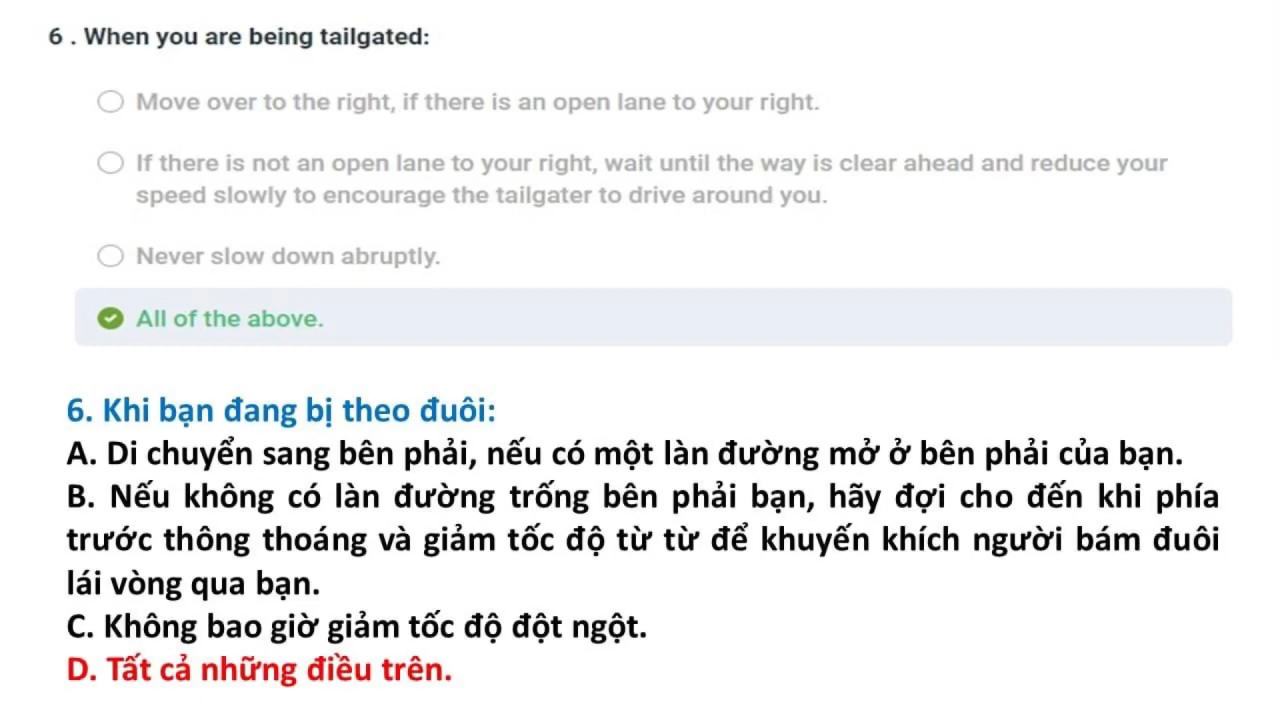 6 . When you are being tailgated:
Move over to the right, if there is an open lane to your right.
If there is not an open lane to your right, wait until the way is clear ahead and reduce your
speed slowly to encourage the tailgater to drive around you.
Never slow down abruptly.
All of the above.
6. Khi bạn đang bị theo đuôi:
A. Di chuyển sang bên phải, nếu có một làn đường mở ở bên phải của bạn.
B. Nếu không có làn đường trống bên phải bạn, hãy đợi cho đến khi phía
trước thông thoáng và giảm tốc độ từ từ để khuyến khích người bám đuôi
lái vòng qua bạn.
C. Không bao giờ giảm tốc độ đột ngột.
D. Tất cả những điều trên.